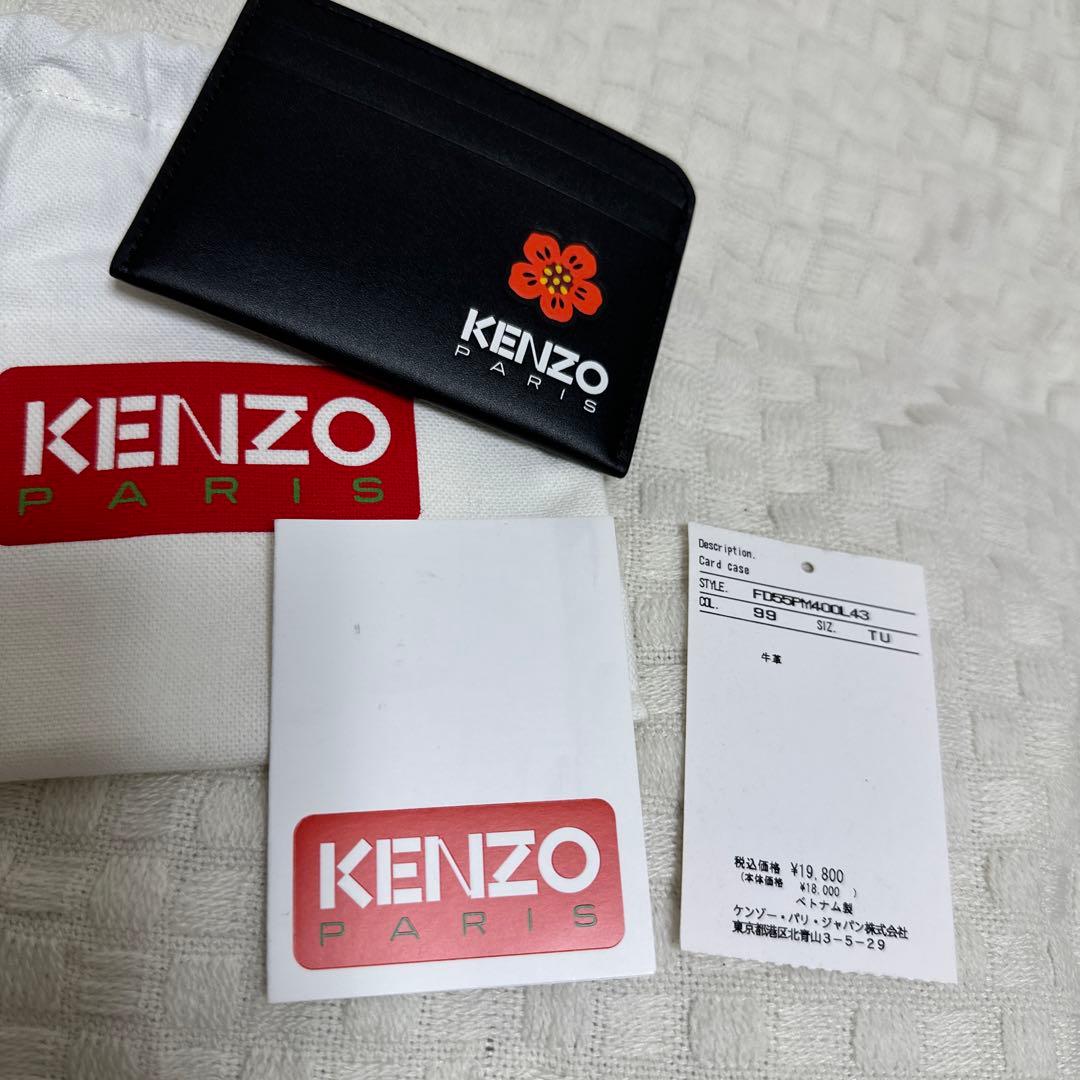 KENZO
PARIS
KENZO
PARIS
KENZO
PARIS
Description.
Card case
STYLE. FD55PM40DL43
COL. 99 SIZ. TU
牛革
税込価格 ¥19,800
(本体価格 ¥18,000 )
ベトナム製
ケンゾー・パリ・ジャパン株式会社
東京都港区北青山3-5-29